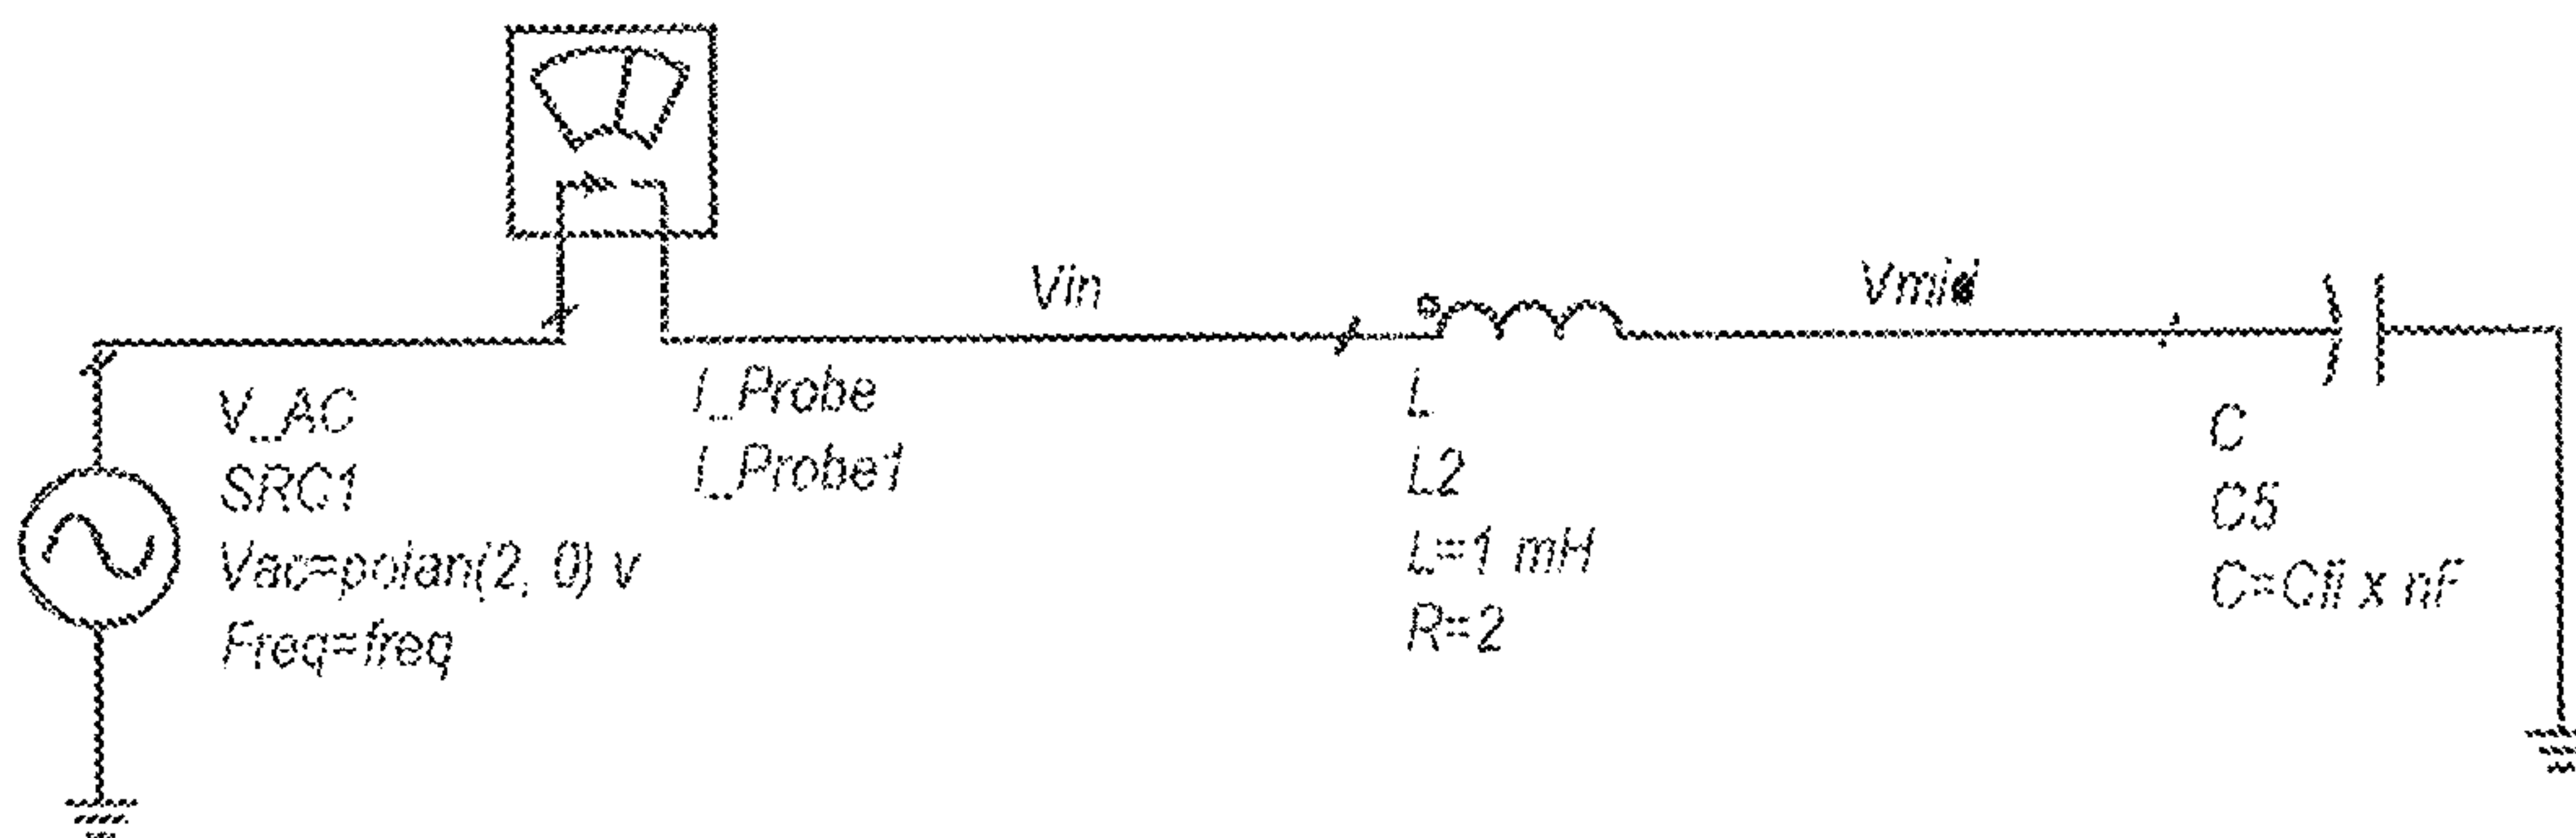 Vin
Vmid
V_AC
SRC1
Vac=polar(2, 0) v
Freq=freq
I_Probe
I_Probe1
L
L2
L=1 mH
R=2
C
C5
C=Cii x nF